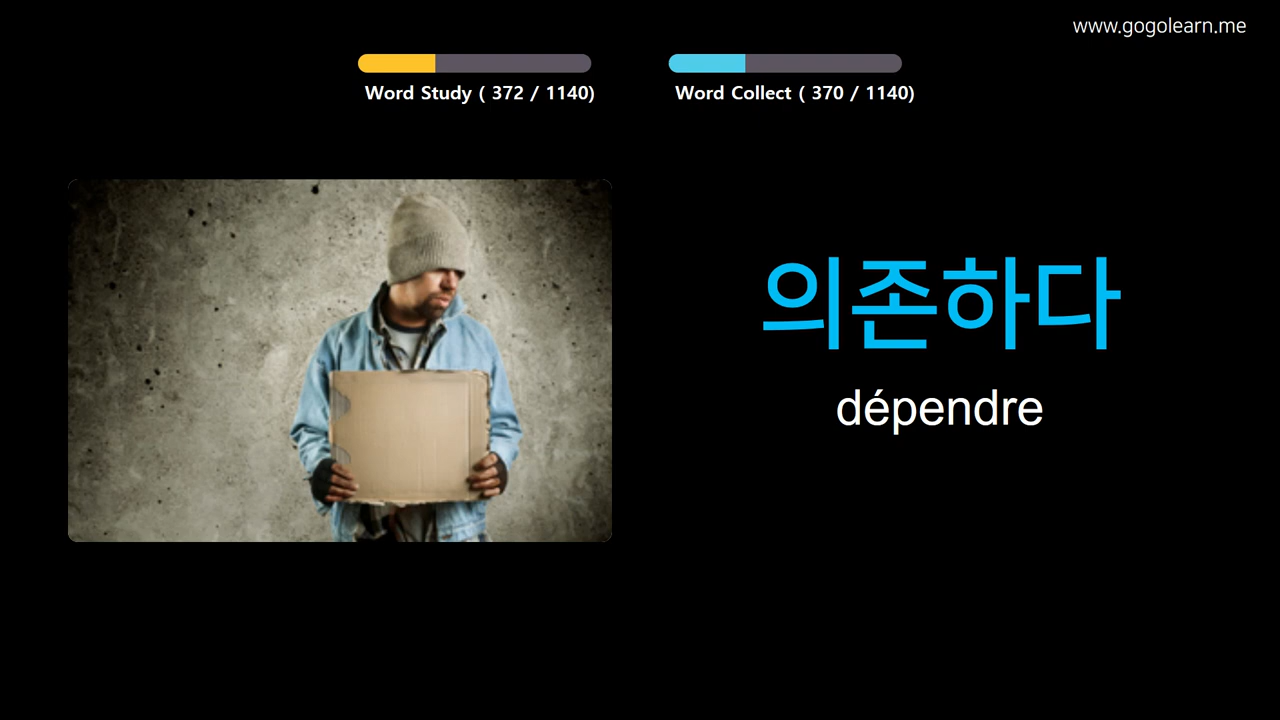 www.gogolearn.me
Word Study ( 372 / 1140)
Word Collect ( 370 / 1140)
의존하다
dépendre